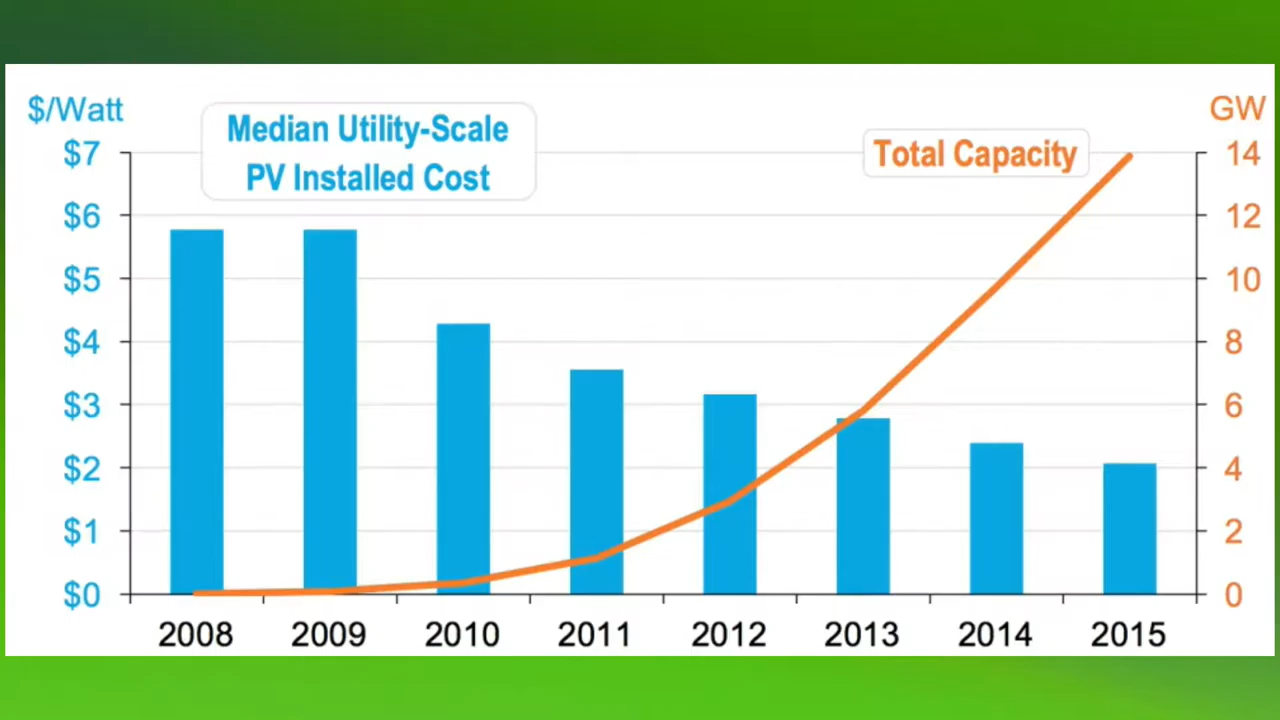 $/Watt
GW
Median Utility-Scale
PV Installed Cost
Total Capacity
$7
14
$6
12
$5
10
$4
8
$3
6
$2
4
$1
2
$0
0
2008 2009 2010 2011 2012 2013 2014 2015